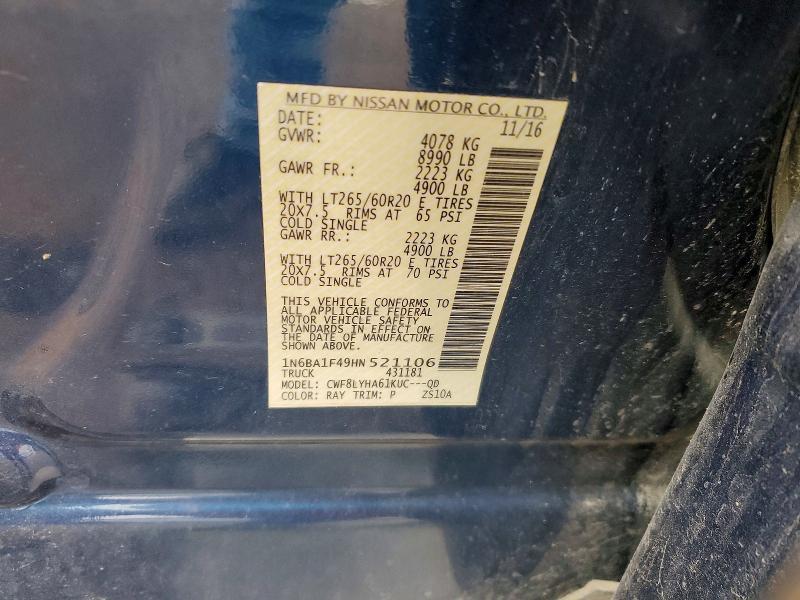 MFD BY NISSAN MOTOR CO., LTD.
DATE: 11/16
GVWR: 4078 KG
8990 LB
GAWR FR.: 2223 KG
4900 LB
WITH LT265/60R20 E TIRES
20X7.5 RIMS AT 65 PSI
COLD SINGLE
GAWR RR.: 2223 KG
4900 LB
WITH LT265/60R20 E TIRES
20X7.5 RIMS AT 70 PSI
COLD SINGLE
THIS VEHICLE CONFORMS TO
ALL APPLICABLE FEDERAL
MOTOR VEHICLE SAFETY
STANDARDS IN EFFECT ON
THE DATE OF MANUFACTURE
SHOWN ABOVE.
1N6BA1F49HN 521106
TRUCK 431181
MODEL: CWF8LYHA61KUC---QD
COLOR: RAY TRIM: P ZS10A